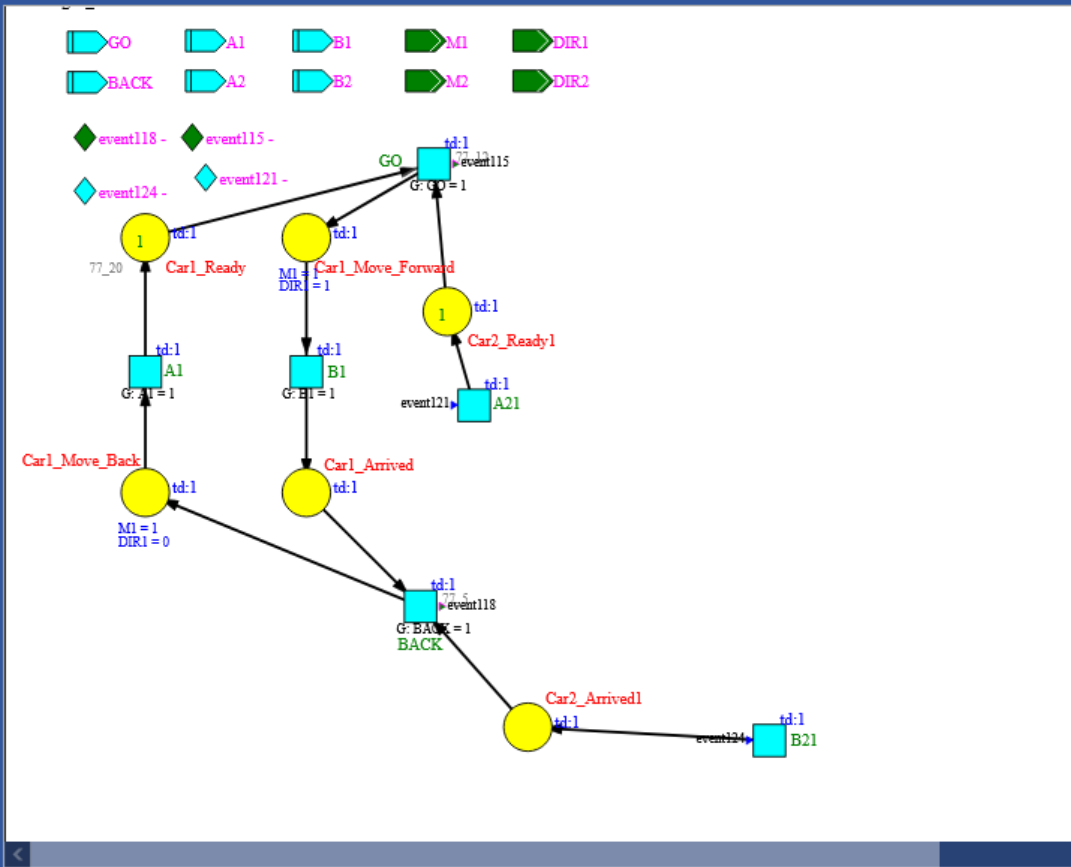 GO A1 B1 M1 DIR1
BACK A2 B2 M2 DIR2
event118 - event115 -
event124 - event121 -
td:1
GO event115
G: GO = 1
1 td:1 td:1
77_20 Car1_Ready Car1_Move_Forward
M1 = 1
DIR1 = 1
1 td:1
Car2_Ready1
td:1 A1
G: A1 = 1
td:1 B1
G: B1 = 1
td:1
event121 A21
Car1_Move_Back Car1_Arrived
td:1 td:1
M1 = 1
DIR1 = 0
td:1
77_5 event118
G: BACK = 1
BACK
Car2_Arrived1
td:1
td:1
event124 B21